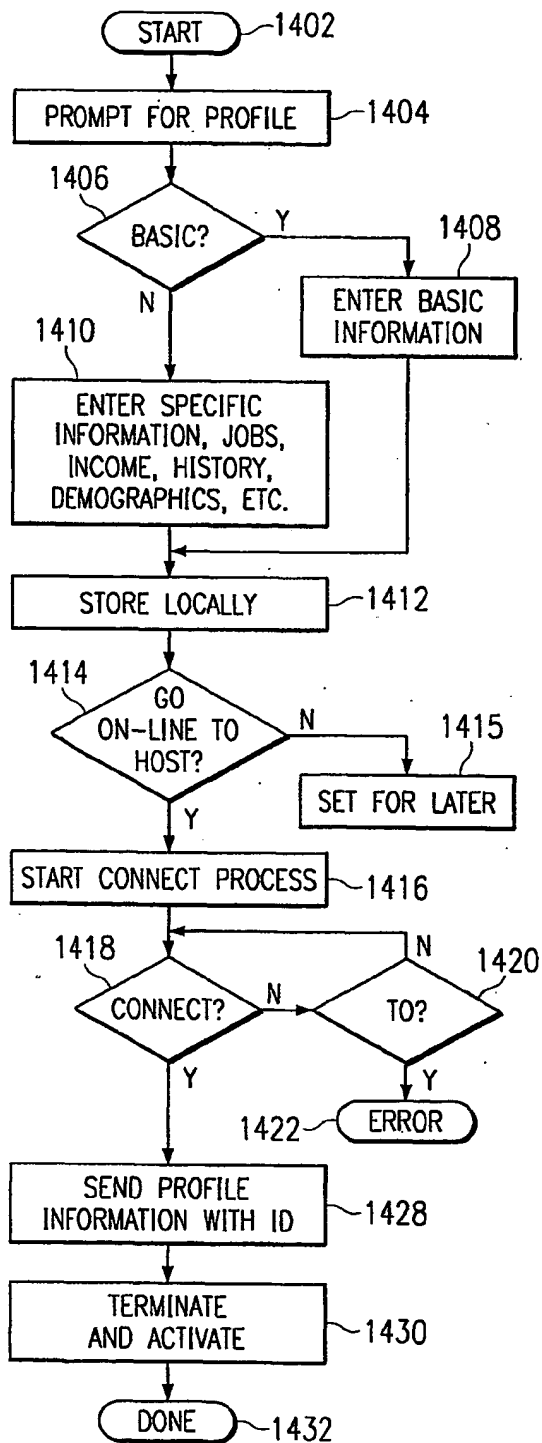 START
1402
PROMPT FOR PROFILE
1404
1406
BASIC?
Y
N
1408
ENTER BASIC
INFORMATION
1410
ENTER SPECIFIC
INFORMATION, JOBS,
INCOME, HISTORY,
DEMOGRAPHICS, ETC.
STORE LOCALLY
1412
1414
GO
ON-LINE TO
HOST?
N
Y
1415
SET FOR LATER
START CONNECT PROCESS
1416
1418
CONNECT?
N
Y
N
1420
TO?
Y
1422
ERROR
SEND PROFILE
INFORMATION WITH ID
1428
TERMINATE
AND ACTIVATE
1430
DONE
1432